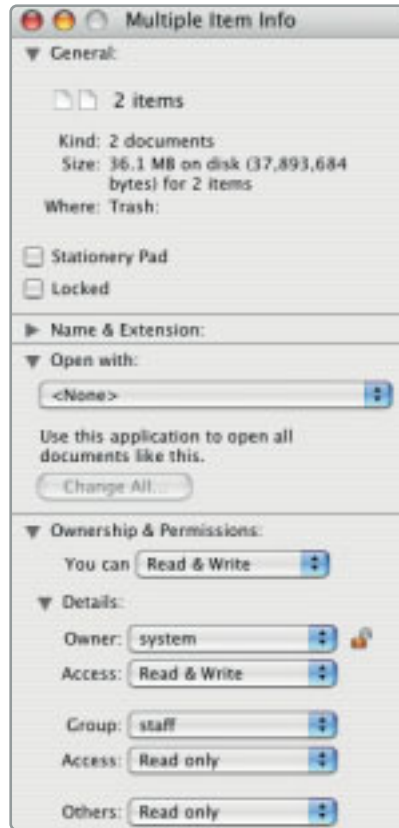 Multiple Item Info
General:
2 items
Kind: 2 documents
Size: 36.1 MB on disk (37,893,684
bytes) for 2 items
Where: Trash:
Stationery Pad
Locked
Name & Extension:
Open with:
<None>
Use this application to open all
documents like this.
Change All...
Ownership & Permissions:
You can Read & Write
Details:
Owner: system
Access: Read & Write
Group: staff
Access: Read only
Others: Read only